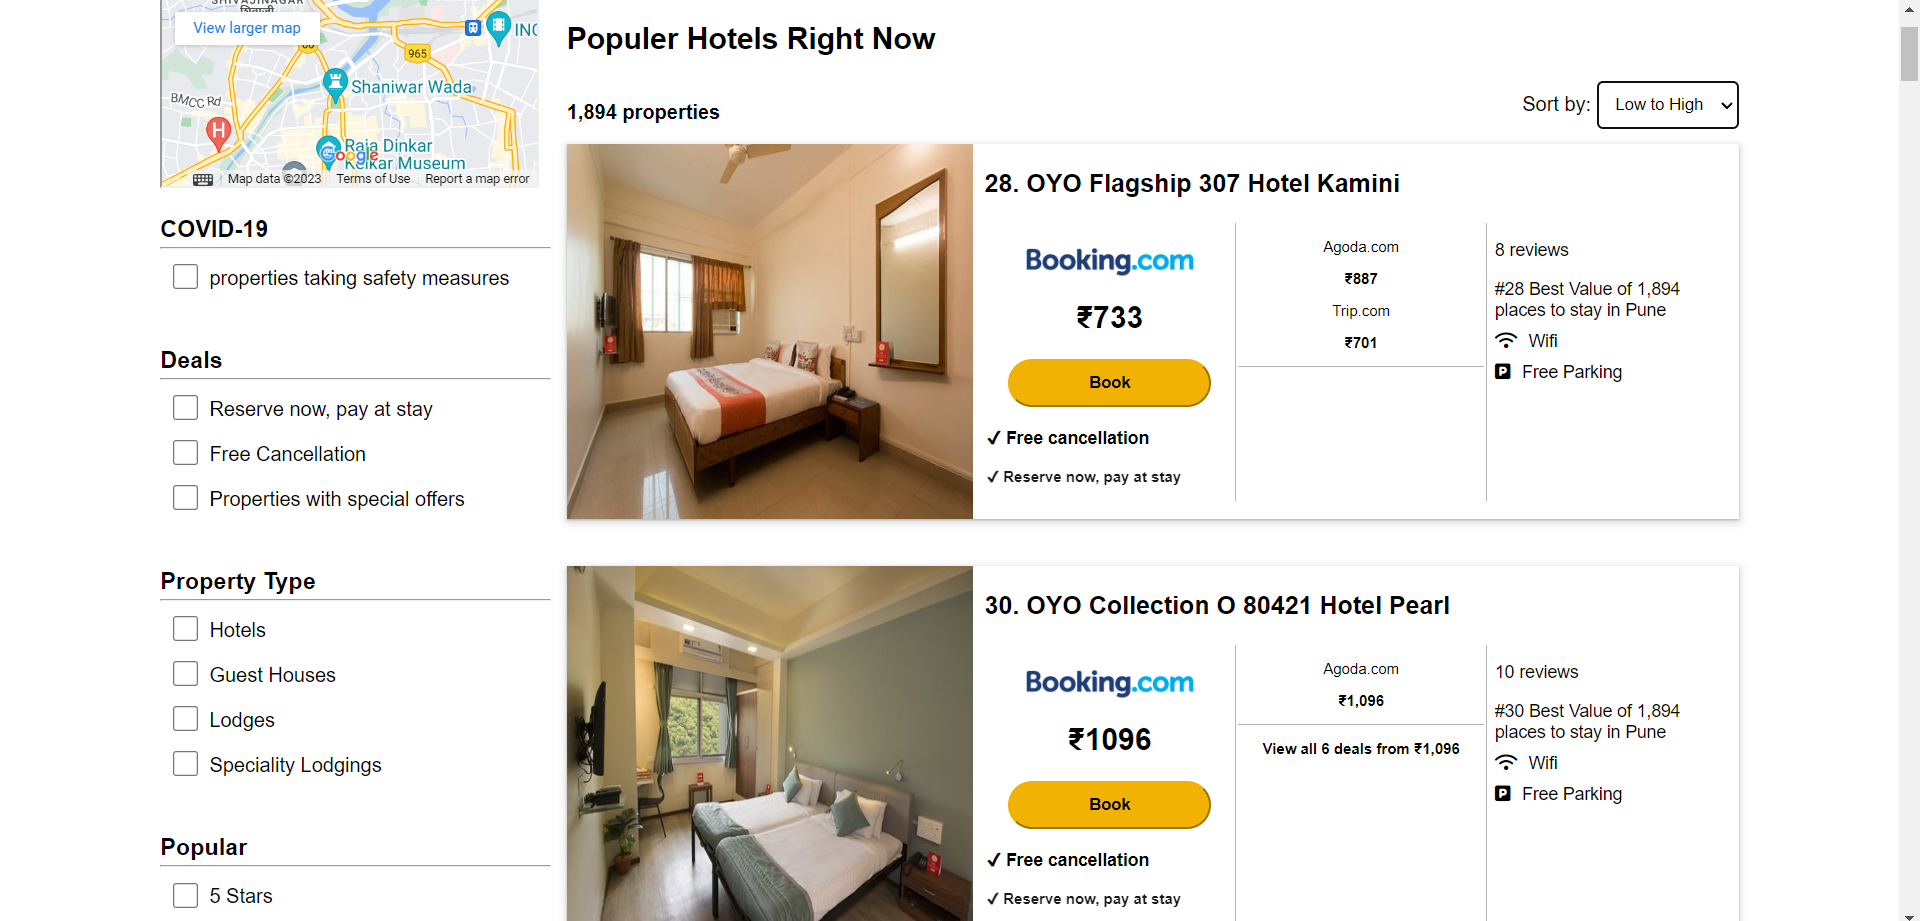 SHIVAJINAGAR
शिवाजी
View larger map
965
INC
Shaniwar Wada
BMCC Rd
H
Raja Dinkar
Kelkar Museum
Google
Map data ©2023
Terms of Use
Report a map error
COVID-19
properties taking safety measures
Deals
Reserve now, pay at stay
Free Cancellation
Properties with special offers
Property Type
Hotels
Guest Houses
Lodges
Speciality Lodgings
Popular
5 Stars
Populer Hotels Right Now
1,894 properties
Sort by: Low to High
28. OYO Flagship 307 Hotel Kamini
Booking.com
₹733
Book
✓ Free cancellation
✓ Reserve now, pay at stay
Agoda.com
₹887
Trip.com
₹701
8 reviews
#28 Best Value of 1,894
places to stay in Pune
Wifi
P Free Parking
30. OYO Collection O 80421 Hotel Pearl
Booking.com
₹1096
Book
✓ Free cancellation
✓ Reserve now, pay at stay
Agoda.com
₹1,096
View all 6 deals from ₹1,096
10 reviews
#30 Best Value of 1,894
places to stay in Pune
Wifi
P Free Parking